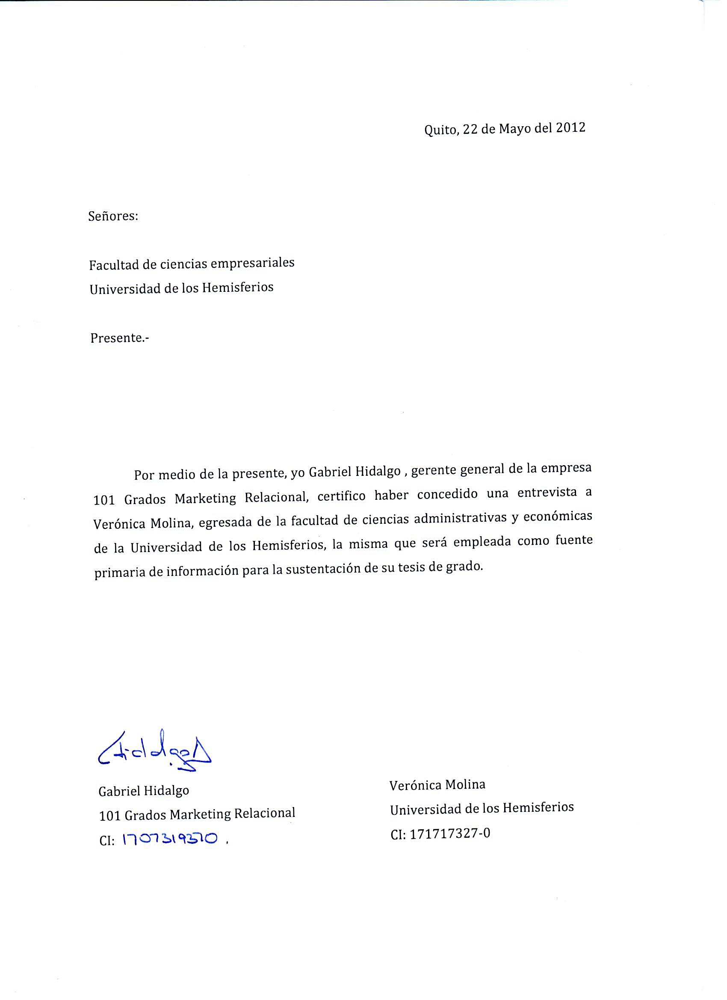 Quito, 22 de Mayo del 2012
Señores:
Facultad de ciencias empresariales
Universidad de los Hemisferios
Presente.-
Por medio de la presente, yo Gabriel Hidalgo , gerente general de la empresa
101 Grados Marketing Relacional, certifico haber concedido una entrevista a
Verónica Molina, egresada de la facultad de ciencias administrativas y económicas
de la Universidad de los Hemisferios, la misma que será empleada como fuente
primaria de información para la sustentación de su tesis de grado.
Hidalgo
Gabriel Hidalgo
101 Grados Marketing Relacional
CI: 1707319370 .
Verónica Molina
Universidad de los Hemisferios
CI: 171717327-0